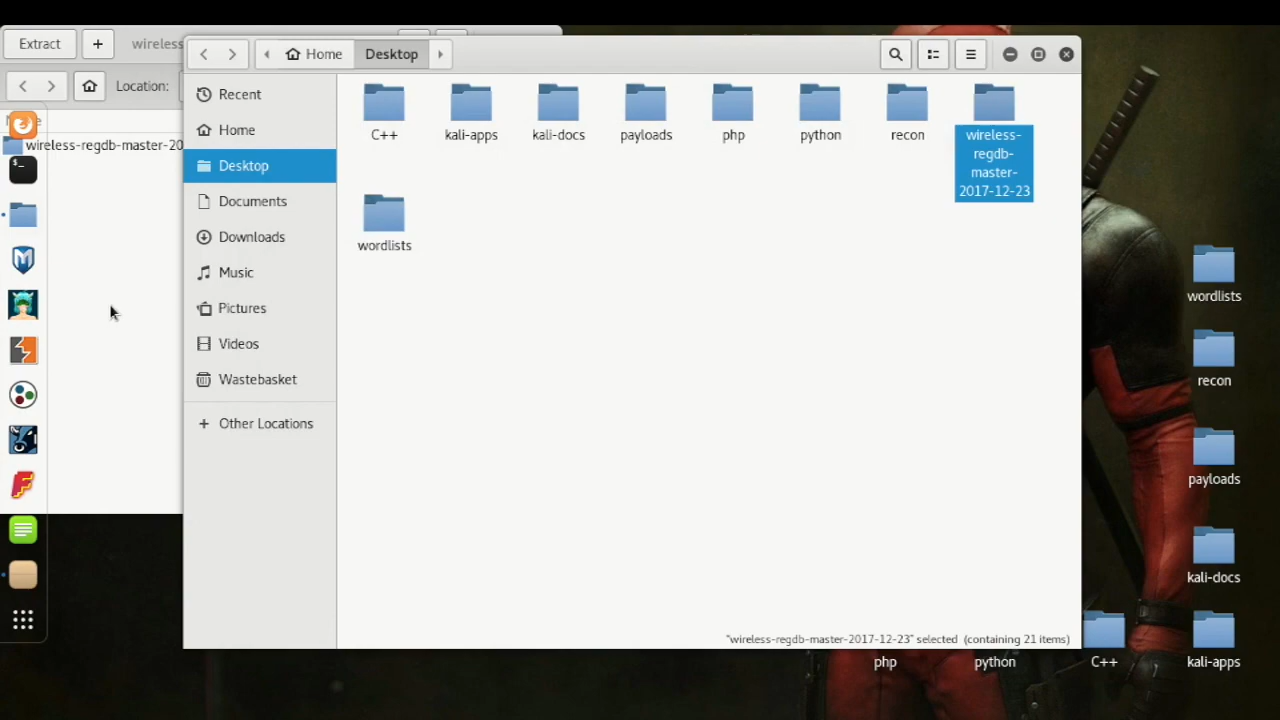 Extract
+
wireless
Location:
wireless-regdb-master-20
Home
Desktop
Recent
Home
Desktop
Documents
Downloads
Music
Pictures
Videos
Wastebasket
+ Other Locations
C++
kali-apps
kali-docs
payloads
php
python
recon
wireless-
regdb-
master-
2017-12-23
wordlists
"wireless-regdb-master-2017-12-23" selected (containing 21 items)
wordlists
recon
payloads
kali-docs
php
python
C++
kali-apps